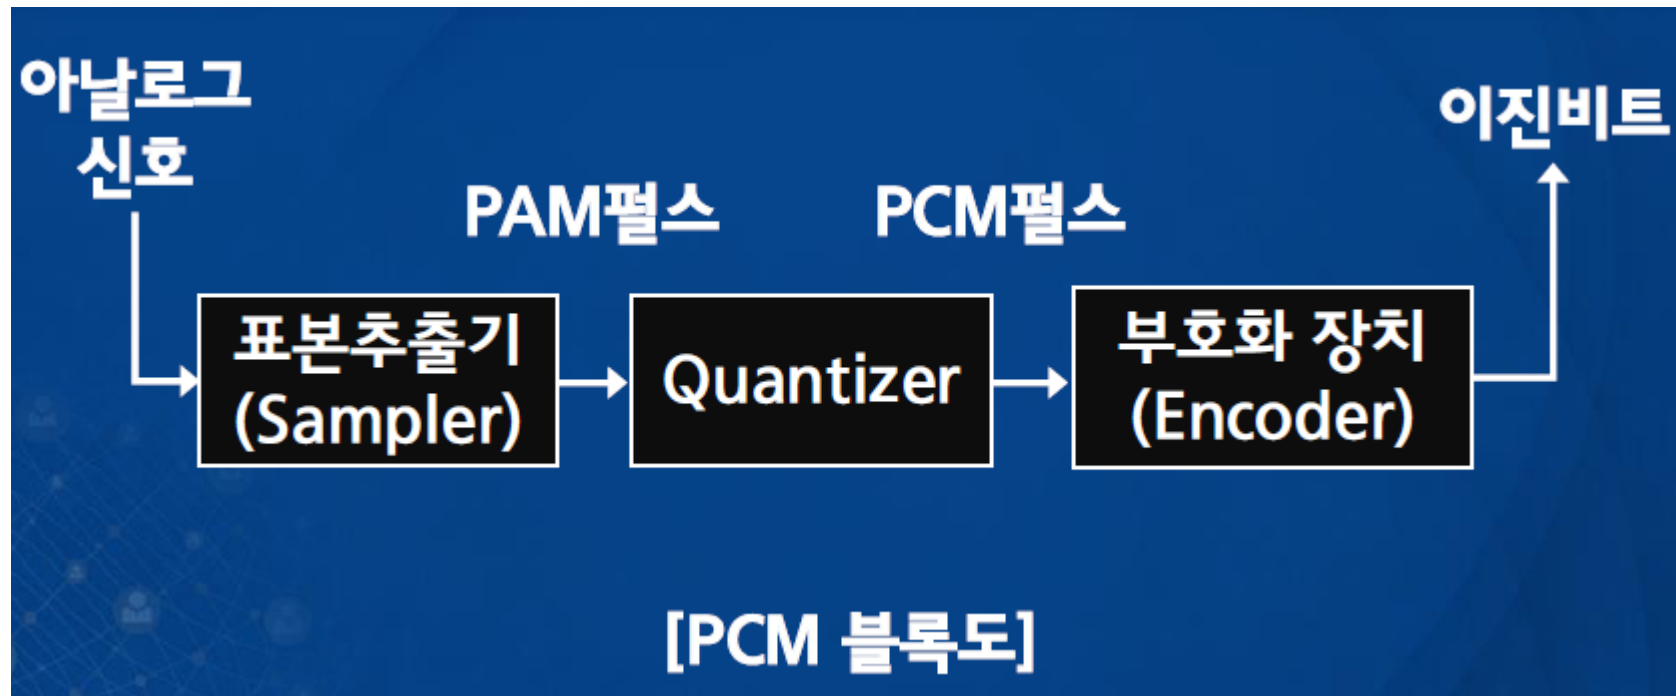 아날로그
신호
이진비트
PAM펄스
PCM펄스
표본추출기
(Sampler)
Quantizer
부호화 장치
(Encoder)
[PCM 블록도]